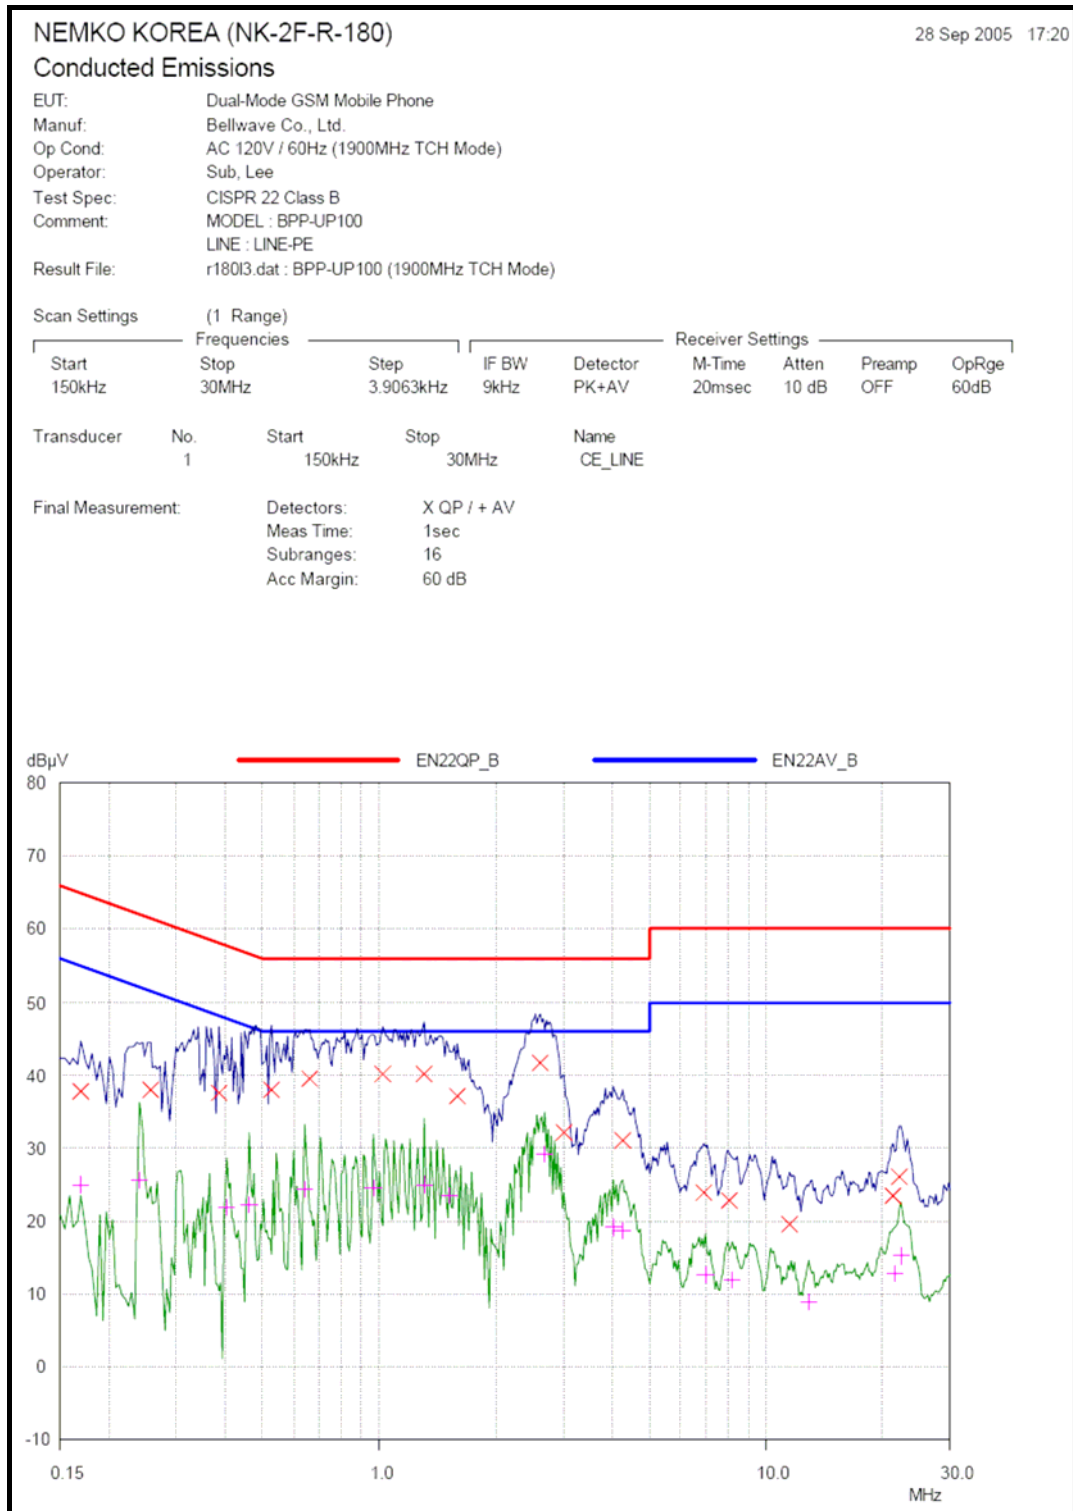 NEMKO KOREA (NK-2F-R-180) 28 Sep 2005 17:20
Conducted Emissions
EUT: Dual-Mode GSM Mobile Phone
Manuf: Bellwave Co., Ltd.
Op Cond: AC 120V / 60Hz (1900MHz TCH Mode)
Operator: Sub, Lee
Test Spec: CISPR 22 Class B
Comment: MODEL : BPP-UP100
LINE : LINE-PE
Result File: r180l3.dat : BPP-UP100 (1900MHz TCH Mode)
Scan Settings (1 Range)
Frequencies Receiver Settings
Start Stop Step IF BW Detector M-Time Atten Preamp OpRge
150kHz 30MHz 3.9063kHz 9kHz PK+AV 20msec 10 dB OFF 60dB
Transducer No. Start Stop Name
1 150kHz 30MHz CE_LINE
Final Measurement: Detectors: X QP / + AV
Meas Time: 1sec
Subranges: 16
Acc Margin: 60 dB
dBµV EN22QP_B EN22AV_B
80
70
60
50
40
30
20
10
0
-10
0.15 1.0 10.0 30.0
MHz